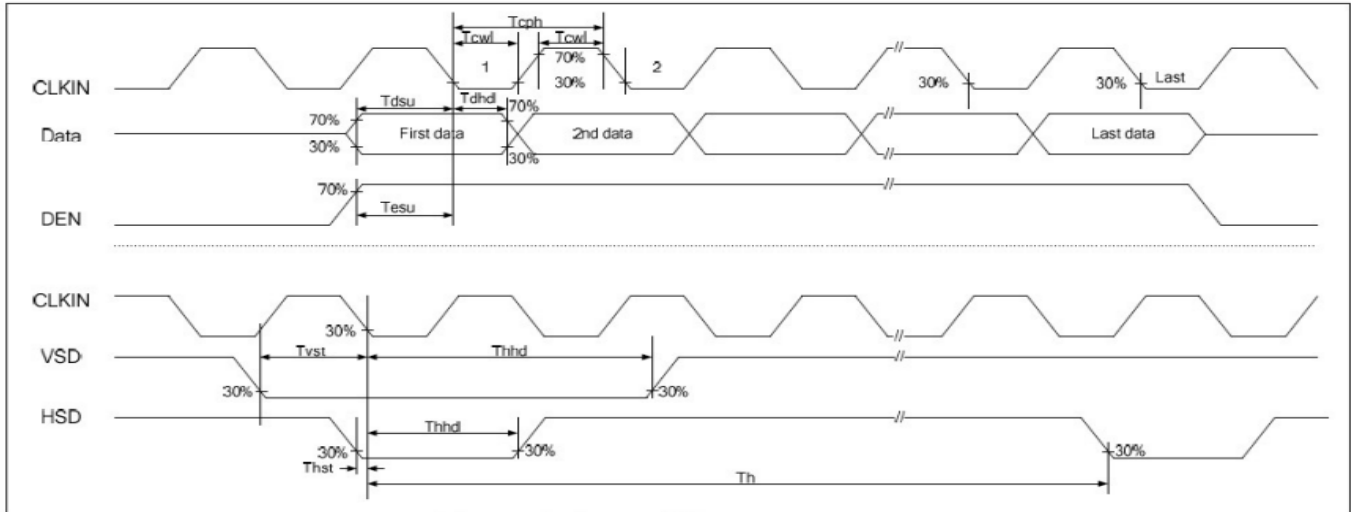 Tcph
Tcwl Tcwl
1 70% 2
CLKIN 30% 30% 30% Last
Tdsu Tdhd
70% 70%
Data First data 2nd data Last data
30% 30%
70%
DEN Tesu
CLKIN 30%
VSD Tvst Thhd
30% 30%
HSD Thhd
30% 30% 30%
Thst
Th